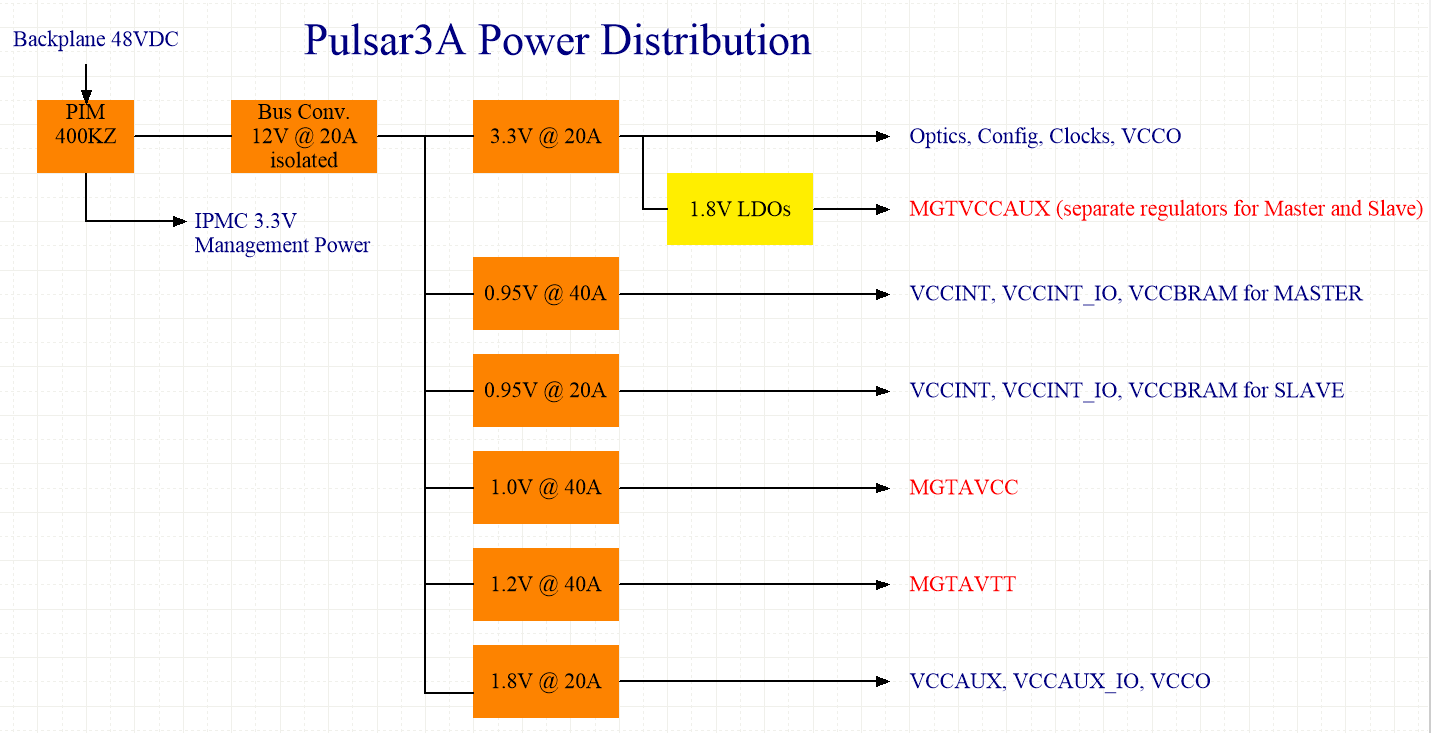 Pulsar3A Power Distribution
Backplane 48VDC
PIM
400KZ
Bus Conv.
12V @ 20A
isolated
3.3V @ 20A
Optics, Config, Clocks, VCCO
1.8V LDOs
MGTVCCAUX (separate regulators for Master and Slave)
IPMC 3.3V
Management Power
0.95V @ 40A
VCCINT, VCCINT_IO, VCCBRAM for MASTER
0.95V @ 20A
VCCINT, VCCINT_IO, VCCBRAM for SLAVE
1.0V @ 40A
MGTAVCC
1.2V @ 40A
MGTAVTT
1.8V @ 20A
VCCAUX, VCCAUX_IO, VCCO